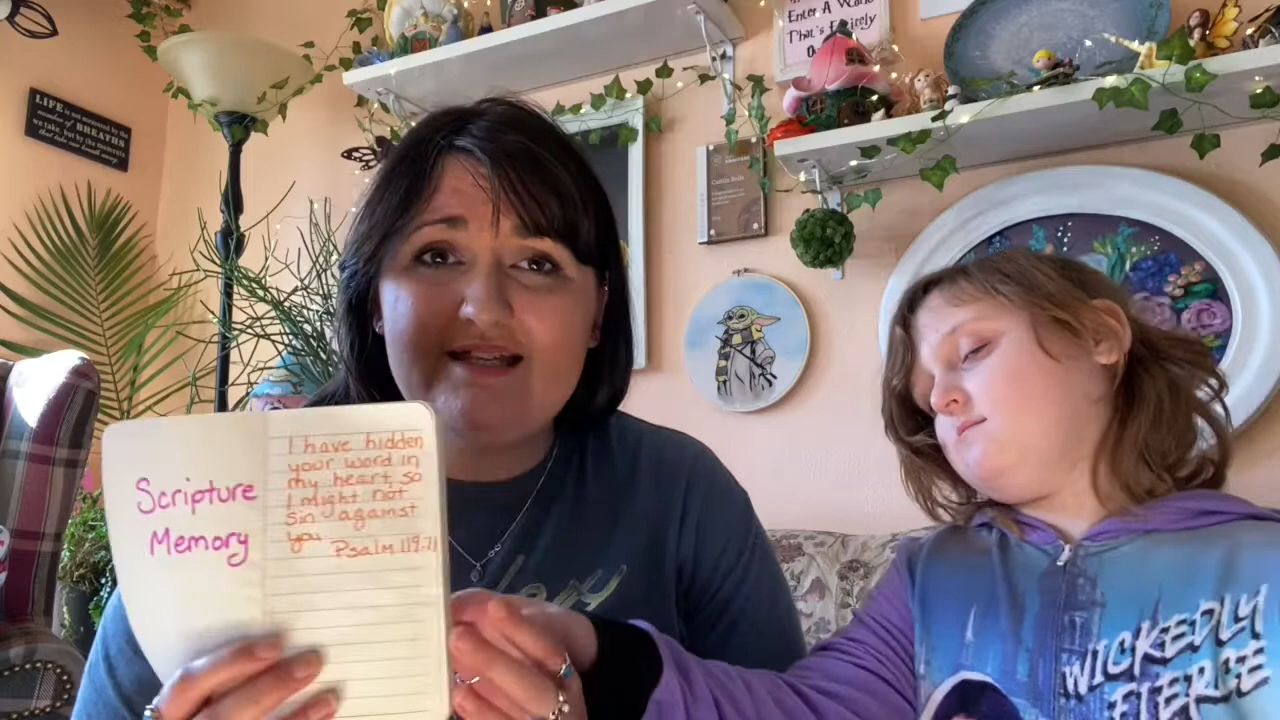 LIFE is not measured by the
number of BREATHS
we take, but by the moments
that take our breath away
Enter A World
That's Entirely
Scripture
Memory
I have hidden
your word in
my heart, so
I might not
sin against
you.
Psalm 119:11
WICKEDLY
FIERCE